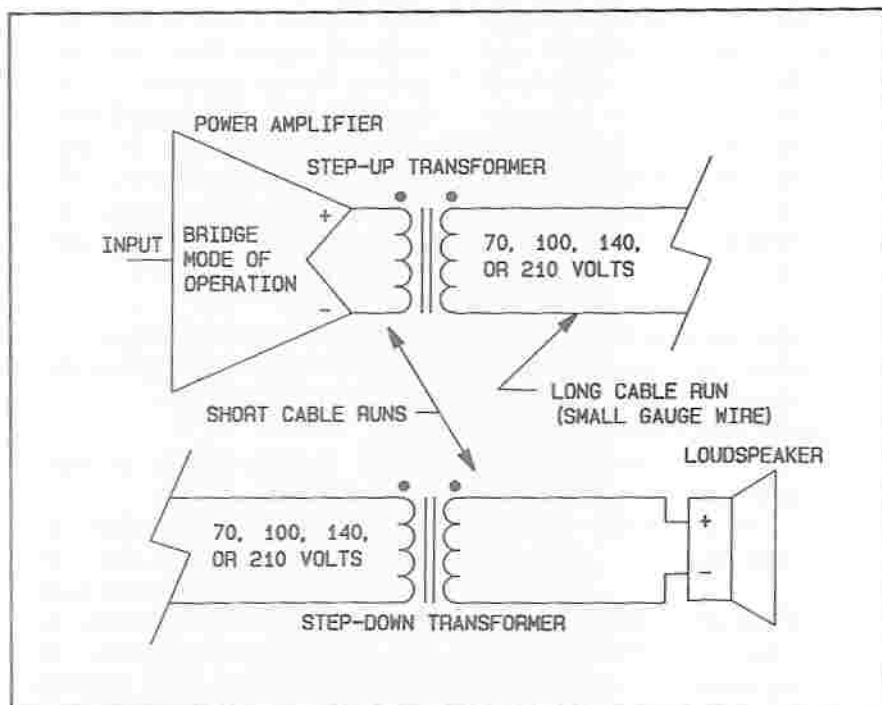 POWER AMPLIFIER
STEP-UP TRANSFORMER
+
INPUT
BRIDGE
MODE OF
OPERATION
-
70, 100, 140,
OR 210 VOLTS
LONG CABLE RUN
(SMALL GAUGE WIRE)
SHORT CABLE RUNS
LOUDSPEAKER
70, 100, 140,
OR 210 VOLTS
+
-
STEP-DOWN TRANSFORMER